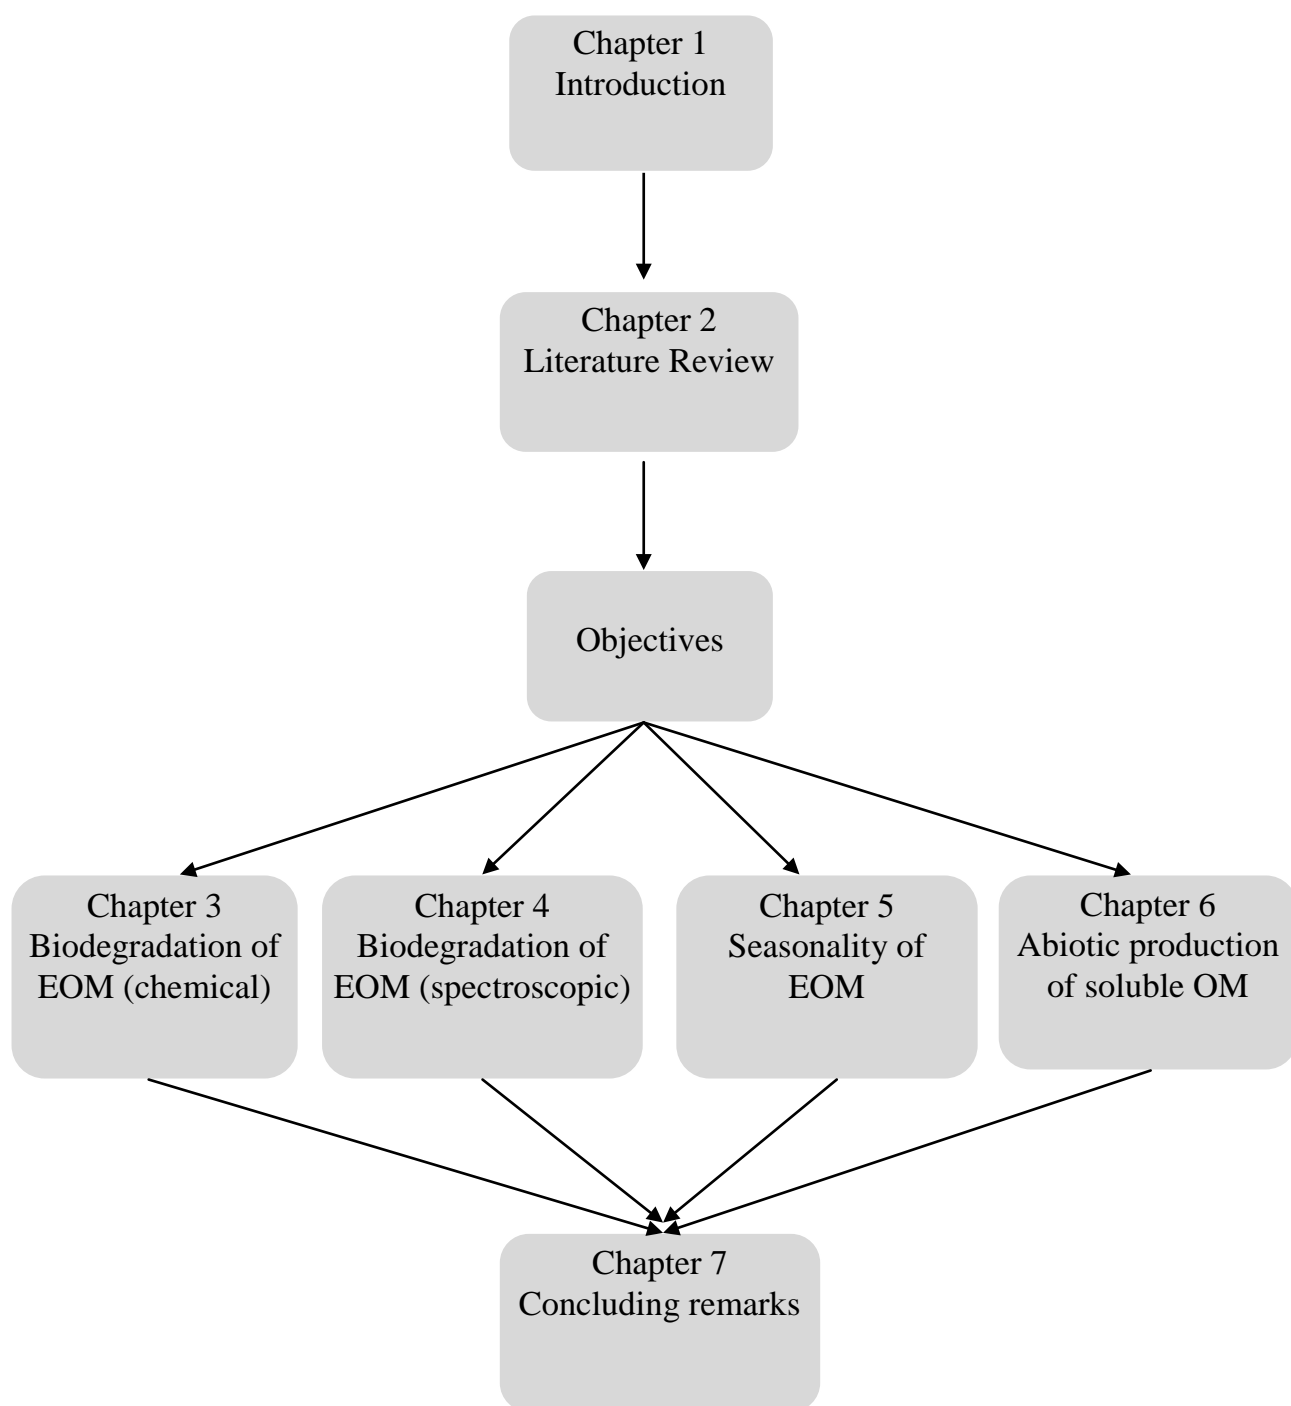 Chapter 1
Introduction
Chapter 2
Literature Review
Objectives
Chapter 3
Biodegradation of
EOM (chemical)
Chapter 4
Biodegradation of
EOM (spectroscopic)
Chapter 5
Seasonality of
EOM
Chapter 6
Abiotic production
of soluble OM
Chapter 7
Concluding remarks